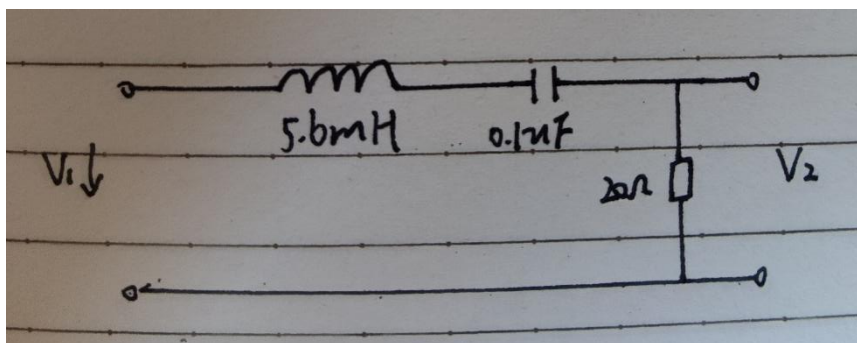 5.6mH
0.1uF
V₁↓
20Ω
V₂